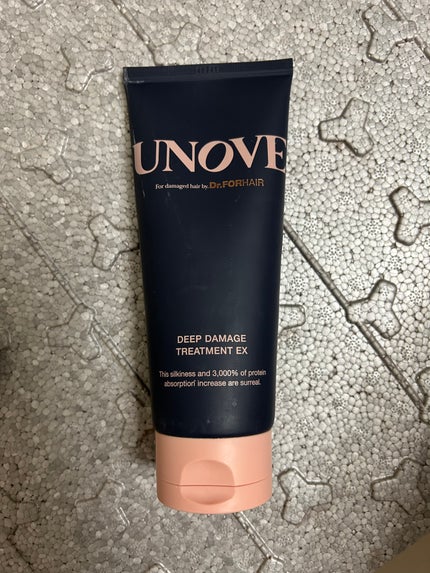 UNOVE
For damaged hair by. Dr.FORHAIR
DEEP DAMAGE
TREATMENT EX
This silkiness and 3,000% of protein
absorption increase are surreal.